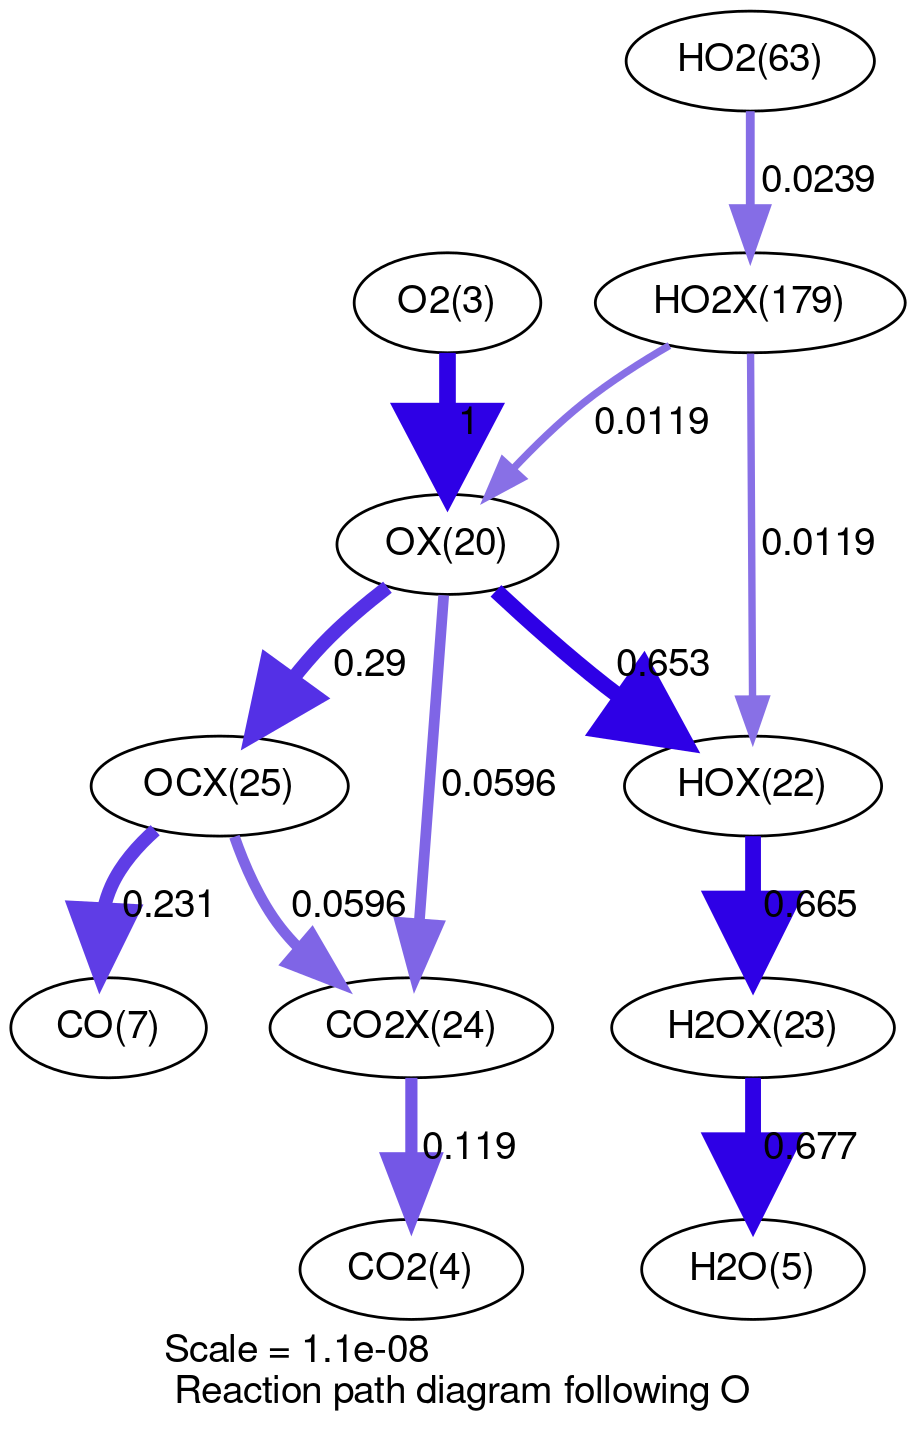 HO2(63)
0.0239
O2(3)
HO2X(179)
1
0.0119
OX(20)
0.0119
0.29
0.653
OCX(25)
0.0596
HOX(22)
0.231
0.0596
0.665
CO(7)
CO2X(24)
H2OX(23)
0.119
0.677
CO2(4)
H2O(5)
Scale = 1.1e-08
Reaction path diagram following O